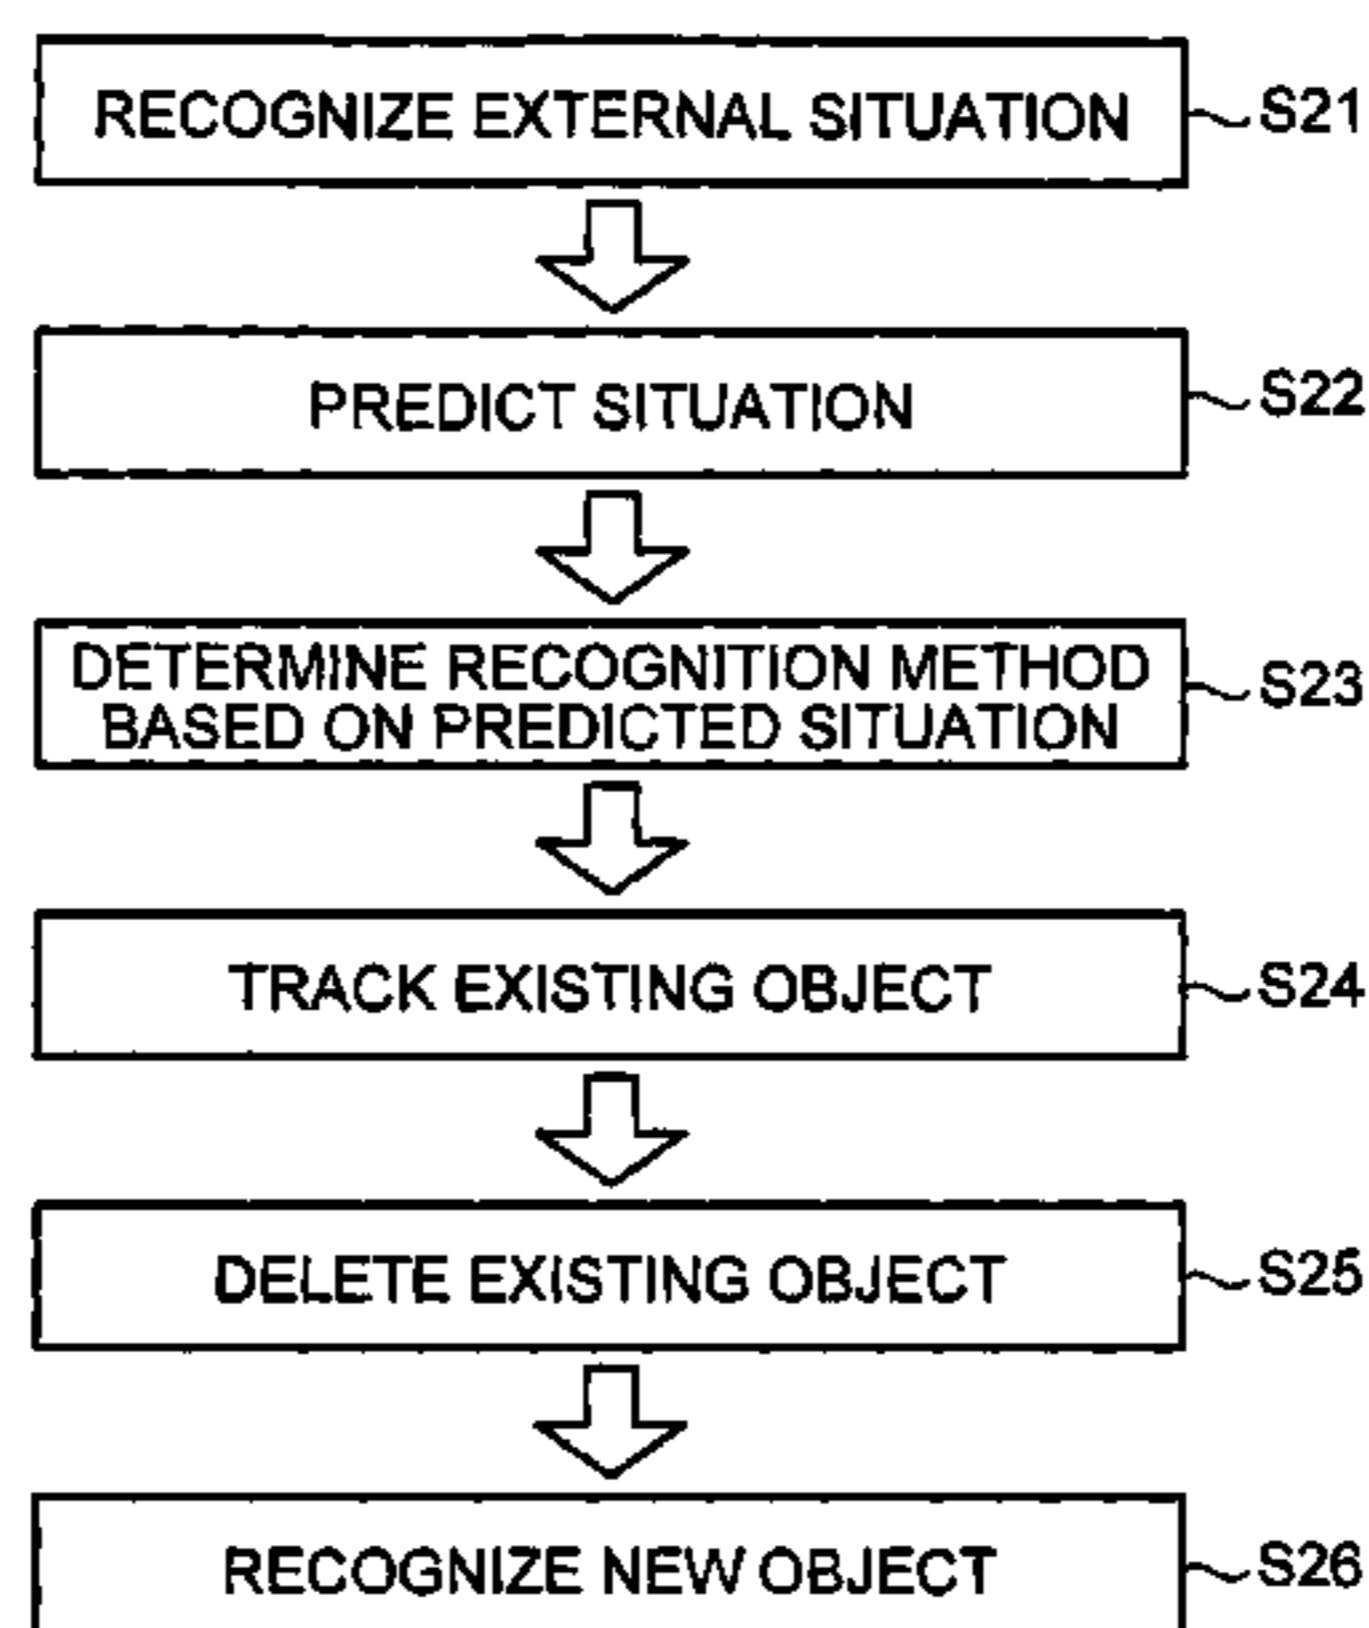 RECOGNIZE EXTERNAL SITUATION
S21
PREDICT SITUATION
S22
DETERMINE RECOGNITION METHOD
BASED ON PREDICTED SITUATION
S23
TRACK EXISTING OBJECT
S24
DELETE EXISTING OBJECT
S25
RECOGNIZE NEW OBJECT
S26